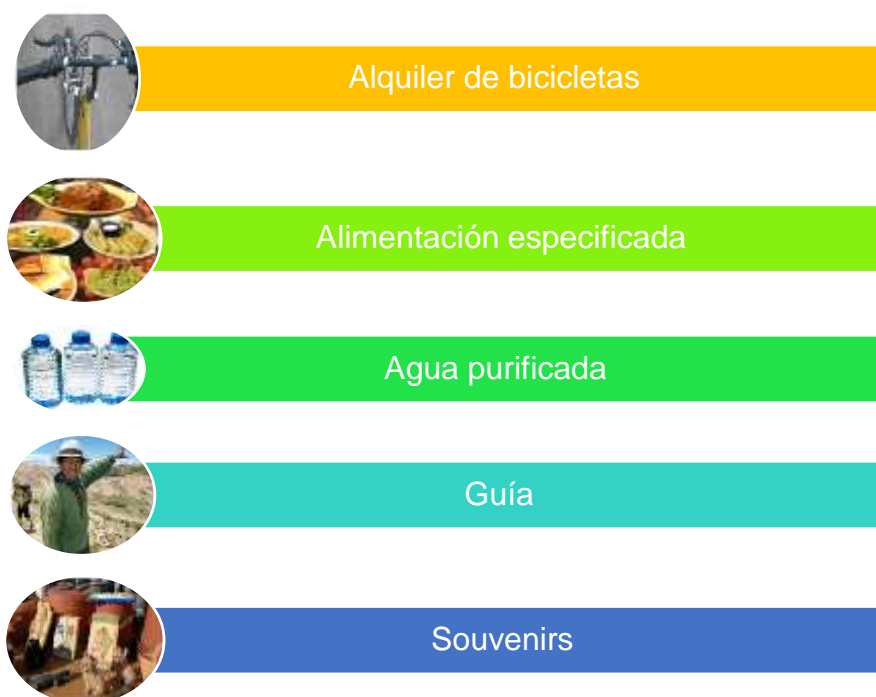 Alquiler de bicicletas
Alimentación especificada
Agua purificada
Guía
Souvenirs